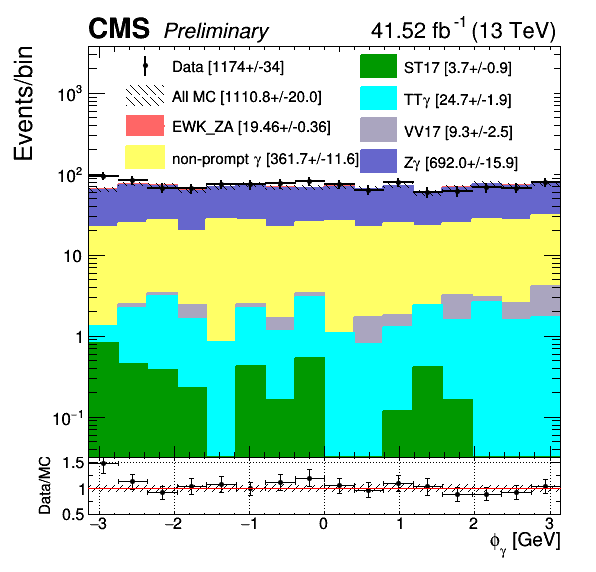 CMS Preliminary 41.52 fb⁻¹ (13 TeV)
Events/bin
Data [1174+/-34]
All MC [1110.8+/-20.0]
EWK_ZA [19.46+/-0.36]
non-prompt γ [361.7+/-11.6]
ST17 [3.7+/-0.9]
TTγ [24.7+/-1.9]
VV17 [9.3+/-2.5]
Zγ [692.0+/-15.9]
10³
10²
10
1
10⁻¹
Data/MC
1.5
1
0.5
−3 −2 −1 0 1 2 3
ϕγ [GeV]